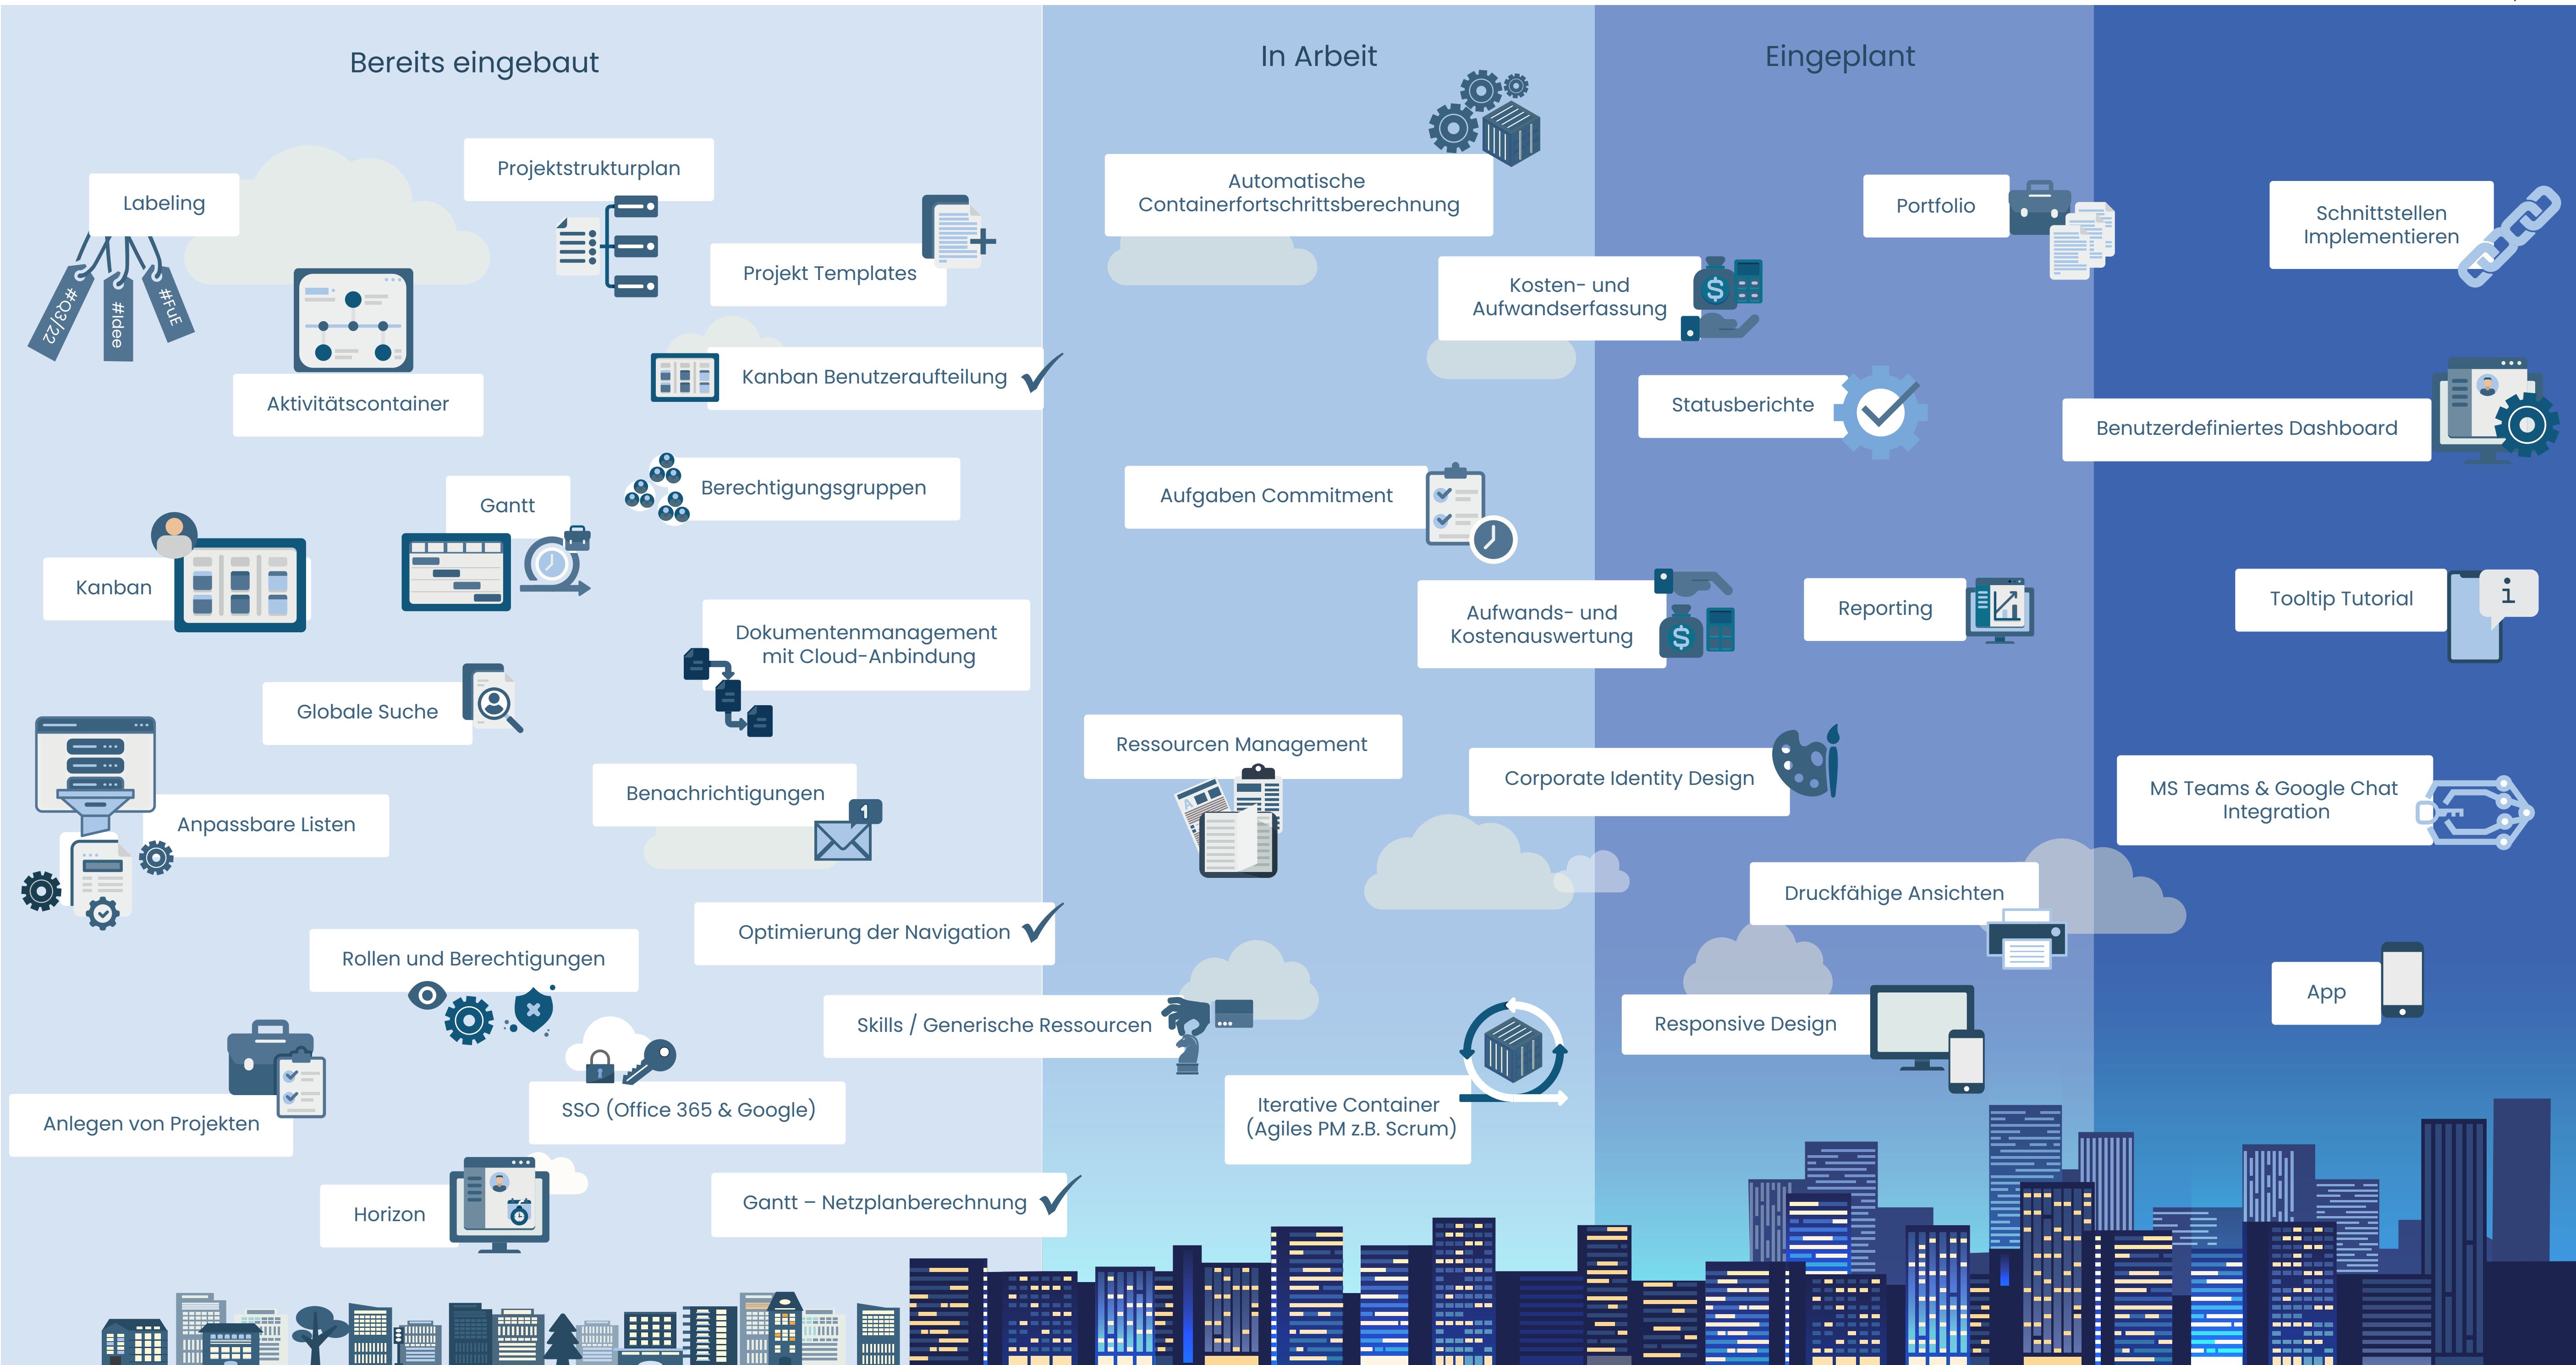 Bereits eingebaut
Labeling
#Q3/22
#Idee
#FuE
Projektstrukturplan
Projekt Templates
Aktivitätscontainer
Kanban Benutzeraufteilung
Gantt
Berechtigungsgruppen
Kanban
Dokumentenmanagement
mit Cloud-Anbindung
Globale Suche
Benachrichtigungen
1
Anpassbare Listen
Optimierung der Navigation
Rollen und Berechtigungen
Skills / Generische Ressourcen
Anlegen von Projekten
SSO (Office 365 & Google)
Horizon
Gantt – Netzplanberechnung
In Arbeit
Automatische
Containerfortschrittsberechnung
Kosten- und
Aufwandserfassung
$
Aufgaben Commitment
Aufwands- und
Kostenauswertung
$
Ressourcen Management
A
Corporate Identity Design
Iterative Container
(Agiles PM z.B. Scrum)
Eingeplant
Portfolio
Statusberichte
Reporting
Druckfähige Ansichten
Responsive Design
Schnittstellen
Implementieren
Benutzerdefiniertes Dashboard
Tooltip Tutorial
i
MS Teams & Google Chat
Integration
App